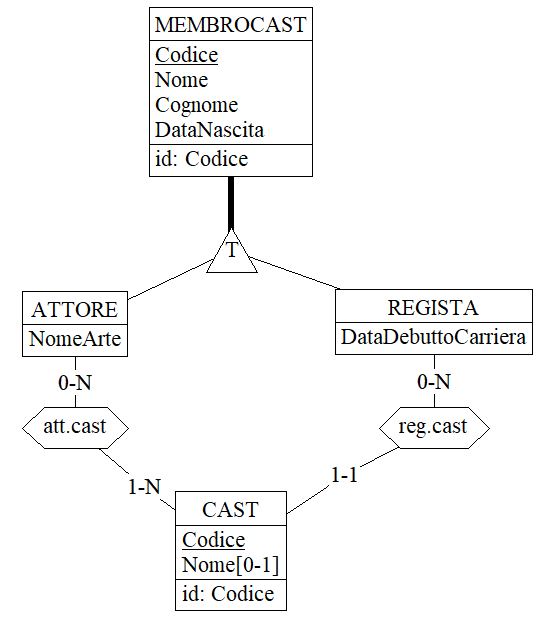 MEMBROCAST
Codice
Nome
Cognome
DataNascita
id: Codice
T
ATTORE
NomeArte
REGISTA
DataDebuttoCarriera
0-N
0-N
att.cast
reg.cast
1-N
1-1
CAST
Codice
Nome[0-1]
id: Codice